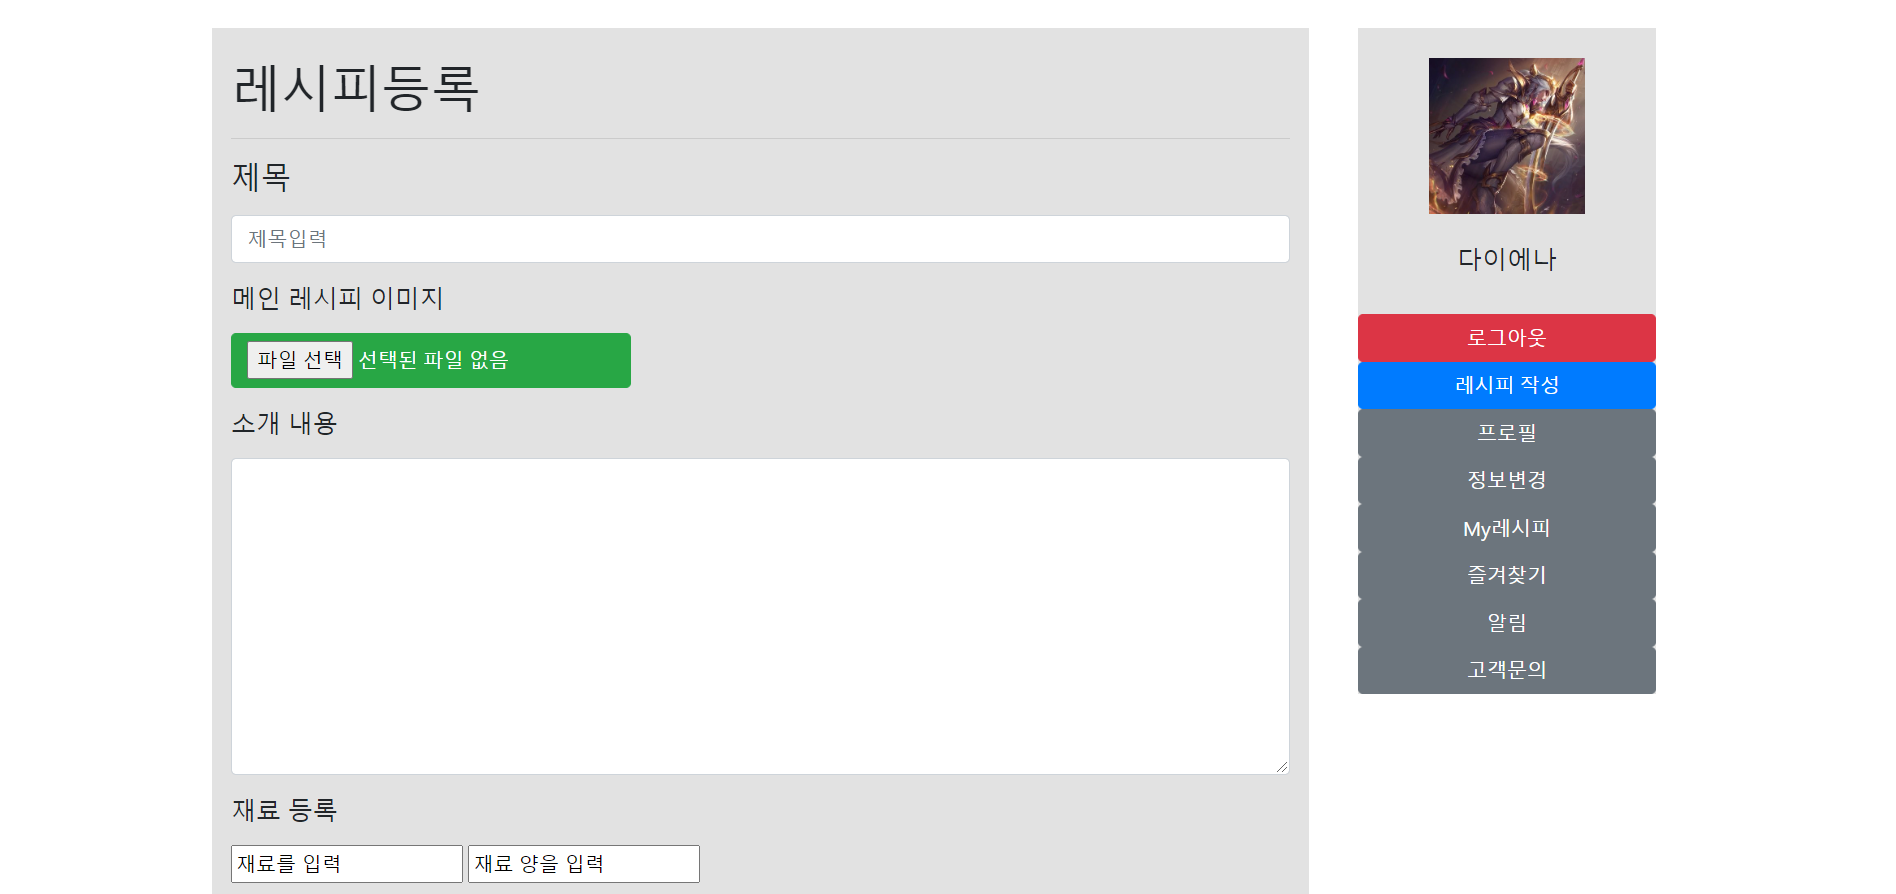 레시피등록
제목
제목입력
메인 레시피 이미지
파일 선택 선택된 파일 없음
소개 내용
재료 등록
재료를 입력 재료 양을 입력
다이에나
로그아웃
레시피 작성
프로필
정보변경
My레시피
즐겨찾기
알림
고객문의